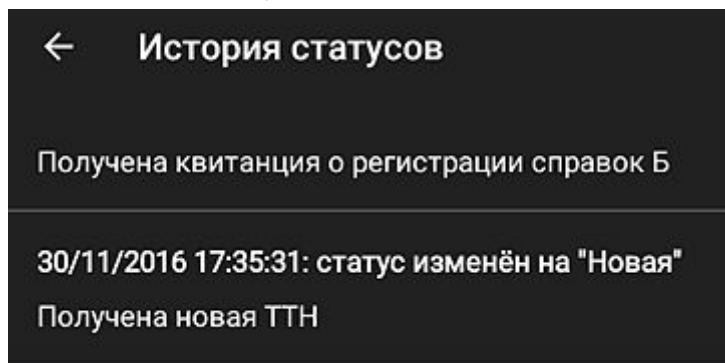 История статусов
Получена квитанция о регистрации справок Б
30/11/2016 17:35:31: статус изменён на "Новая"
Получена новая ТТН